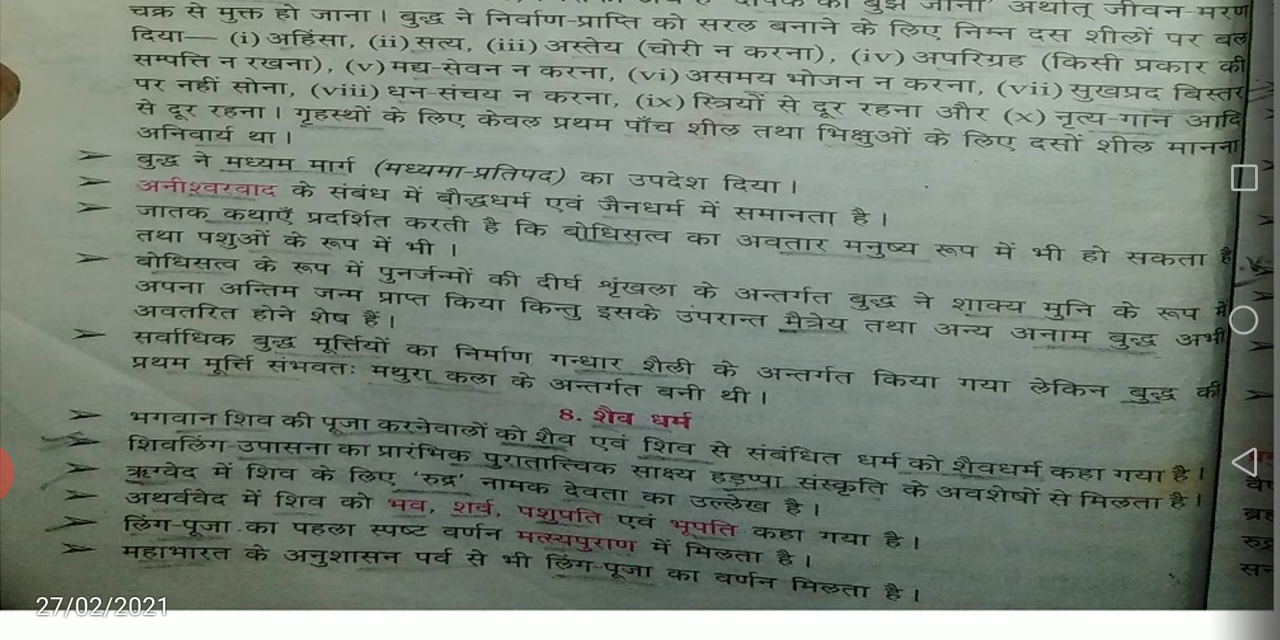 दीपक का बुझ जाना' अर्थात् जीवन-मरण
चक्र से मुक्त हो जाना। बुद्ध ने निर्वाण-प्राप्ति को सरल बनाने के लिए निम्न दस शीलों पर बल
दिया— (i) अहिंसा, (ii) सत्य, (iii) अस्तेय (चोरी न करना), (iv) अपरिग्रह (किसी प्रकार की
सम्पत्ति न रखना), (v) मद्य-सेवन न करना, (vi) असमय भोजन न करना, (vii) सुखप्रद बिस्तर
पर नहीं सोना, (viii) धन-संचय न करना, (ix) स्त्रियों से दूर रहना और (x) नृत्य-गान आदि
से दूर रहना। गृहस्थों के लिए केवल प्रथम पाँच शील तथा भिक्षुओं के लिए दसों शील मानना
अनिवार्य था।
➢ बुद्ध ने मध्यम मार्ग (मध्यमा-प्रतिपद) का उपदेश दिया।
➢ अनीश्वरवाद के संबंध में बौद्धधर्म एवं जैनधर्म में समानता है।
➢ जातक कथाएँ प्रदर्शित करती है कि बोधिसत्व का अवतार मनुष्य रूप में भी हो सकता है
तथा पशुओं के रूप में भी ।
➢ बोधिसत्व के रूप में पुनर्जन्मों की दीर्घ शृंखला के अन्तर्गत बुद्ध ने शाक्य मुनि के रूप में
अपना अन्तिम जन्म प्राप्त किया किन्तु इसके उपरान्त मैत्रेय तथा अन्य अनाम बुद्ध अभी
अवतरित होने शेष हैं।
➢ सर्वाधिक बुद्ध मूर्त्तियों का निर्माण गन्धार शैली के अन्तर्गत किया गया लेकिन बुद्ध की
प्रथम मूर्त्ति संभवतः मथुरा कला के अन्तर्गत बनी थी।
8. शैव धर्म
➢ भगवान शिव की पूजा करनेवालों को शैव एवं शिव से संबंधित धर्म को शैवधर्म कहा गया है।
➢ शिवलिंग-उपासना का प्रारंभिक पुरातात्त्विक साक्ष्य हड़प्पा संस्कृति के अवशेषों से मिलता है।
➢ ऋग्वेद में शिव के लिए 'रुद्र' नामक देवता का उल्लेख है।
➢ अथर्ववेद में शिव को भव, शर्व, पशुपति एवं भूपति कहा गया है।
➢ लिंग-पूजा का पहला स्पष्ट वर्णन मत्स्यपुराण में मिलता है।
➢ महाभारत के अनुशासन पर्व से भी लिंग-पूजा का वर्णन मिलता है।
27/02/2021